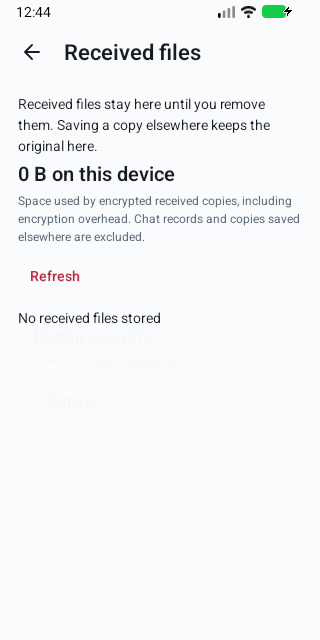 12:44
Received files
Received files stay here until you remove
them. Saving a copy elsewhere keeps the
original here.
0 B on this device
Space used by encrypted received copies, including
encryption overhead. Chat records and copies saved
elsewhere are excluded.
Refresh
No received files stored
Remove